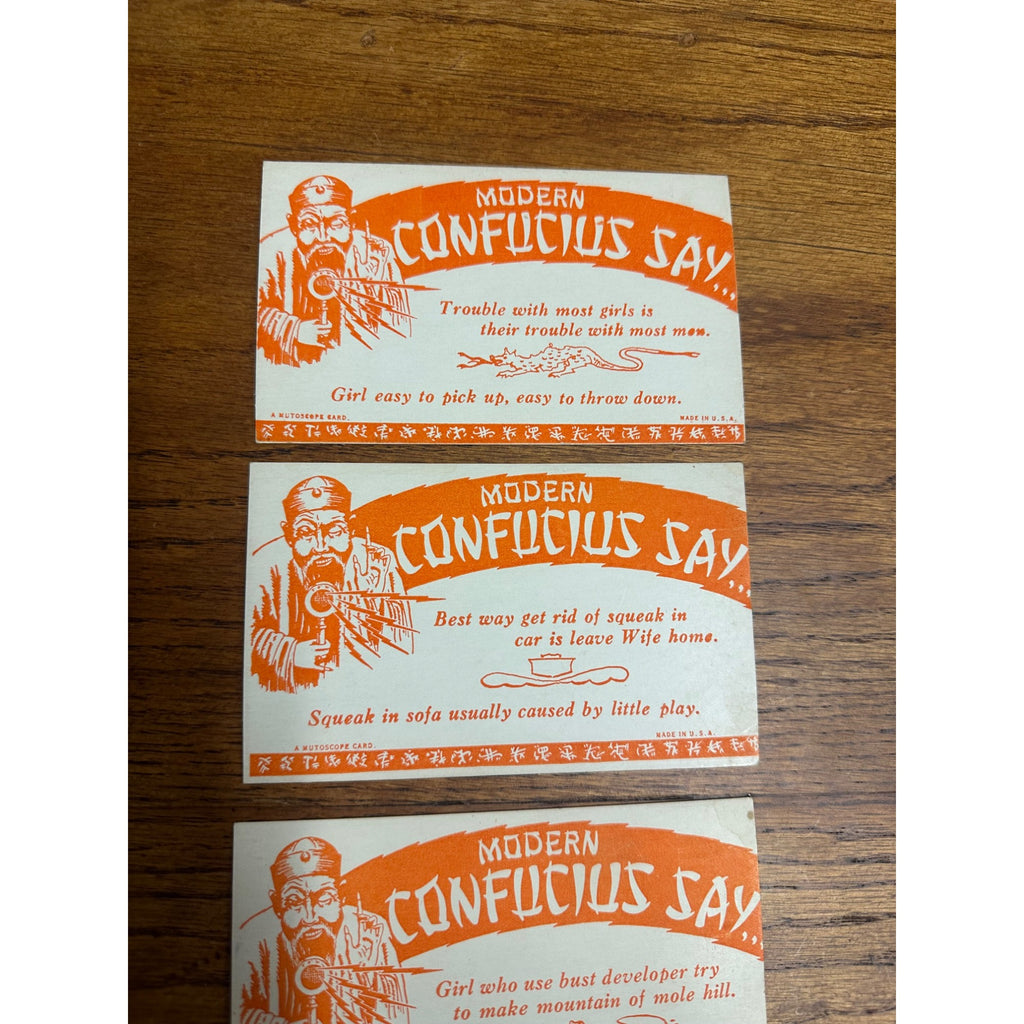 MODERN
CONFUCIUS SAY...
Trouble with most girls is
their trouble with most men.
Girl easy to pick up, easy to throw down.
A MUTOSCOPE CARD.
MADE IN U.S.A.
MODERN
CONFUCIUS SAY...
Best way get rid of squeak in
car is leave Wife home.
Squeak in sofa usually caused by little play.
A MUTOSCOPE CARD.
MADE IN U.S.A.
MODERN
CONFUCIUS SAY...
Girl who use bust developer try
to make mountain of mole hill.